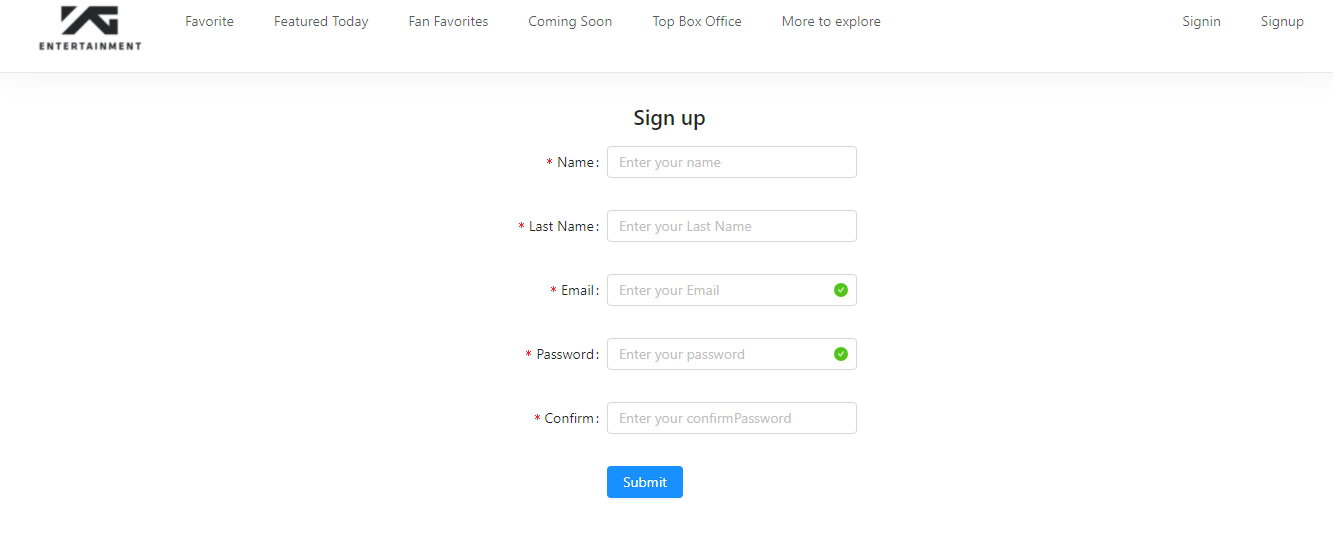 YG
ENTERTAINMENT
Favorite Featured Today Fan Favorites Coming Soon Top Box Office More to explore Signin Signup
Sign up
* Name: Enter your name
* Last Name: Enter your Last Name
* Email: Enter your Email
* Password: Enter your password
* Confirm: Enter your confirmPassword
Submit